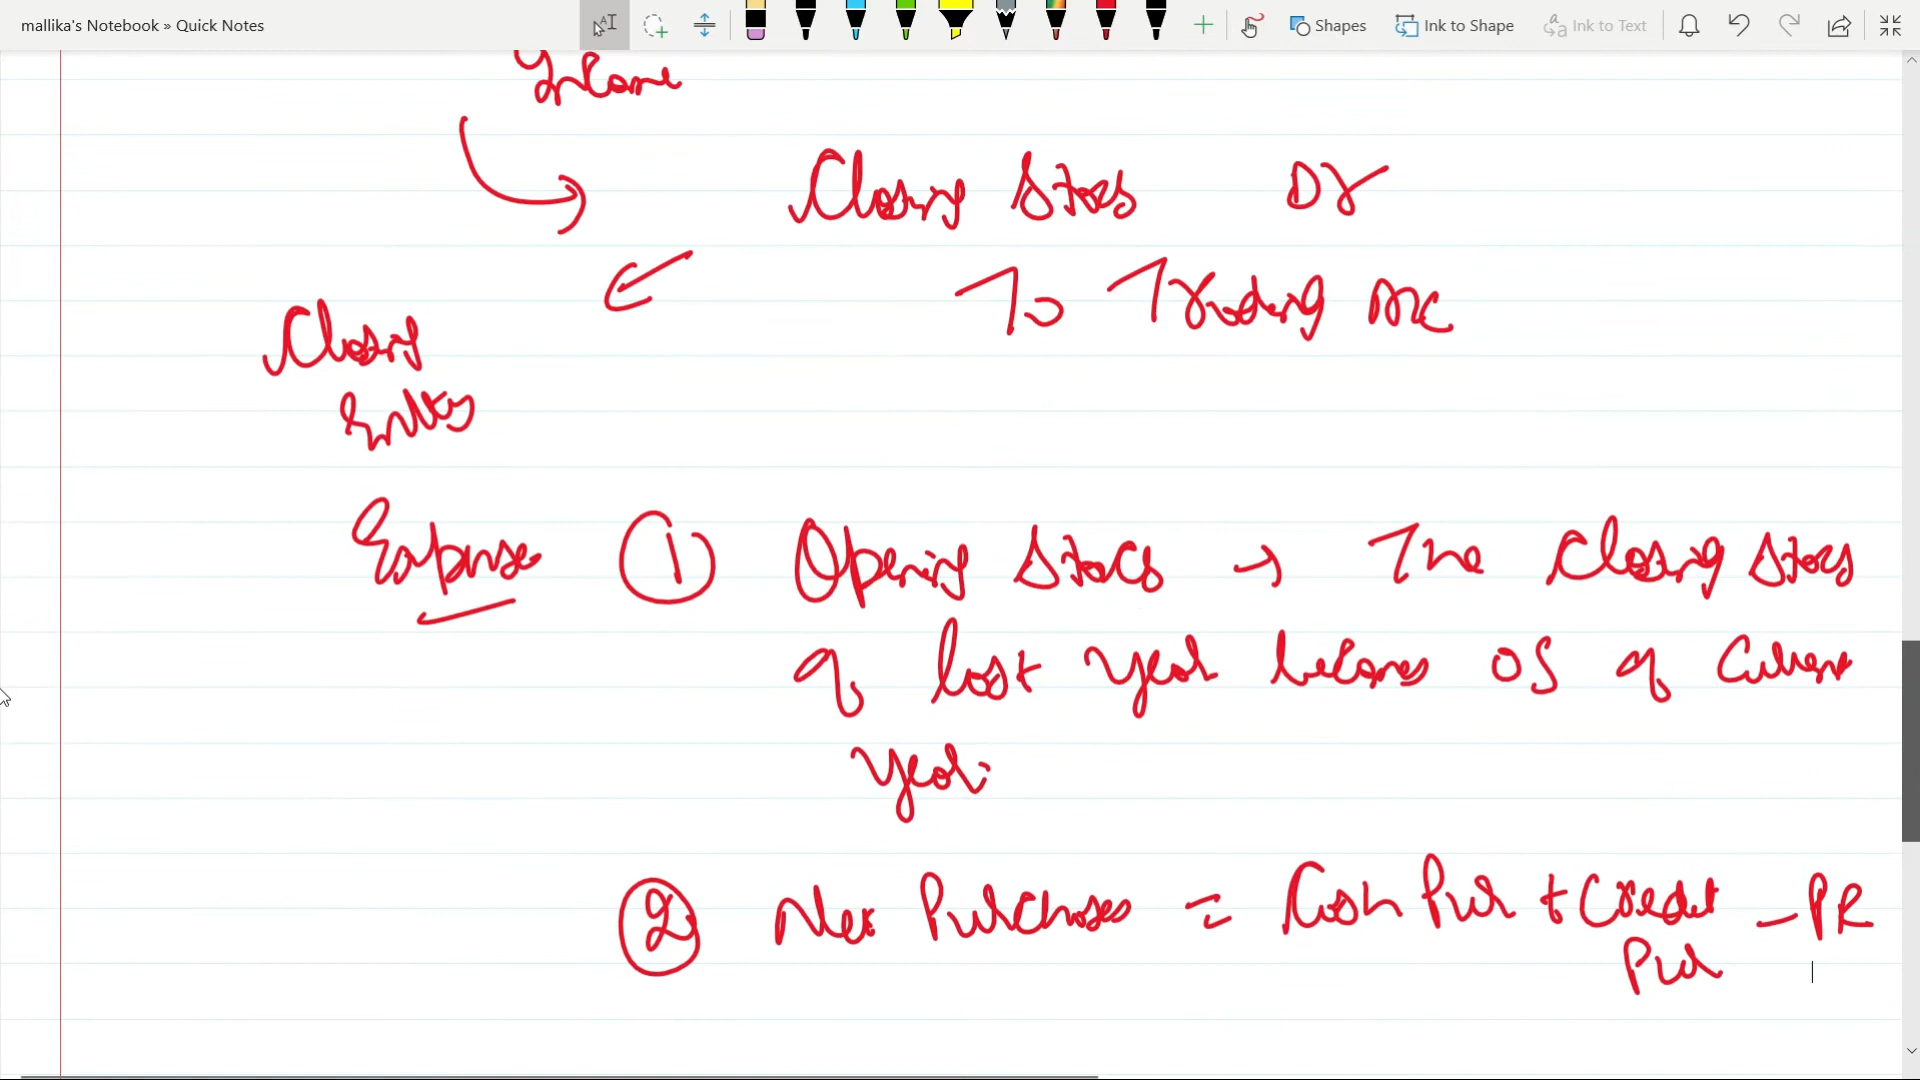 mallika's Notebook » Quick Notes
Shapes
Ink to Shape
Ink to Text
Income
Closing Stock Dr
To Trading A/c
Closing
Entry
Expenses ① Opening Stock → The Closing Stock
of last year becomes OS of Current
year.
② Net Purchases = Cash Pur + Credit - PR
Pur